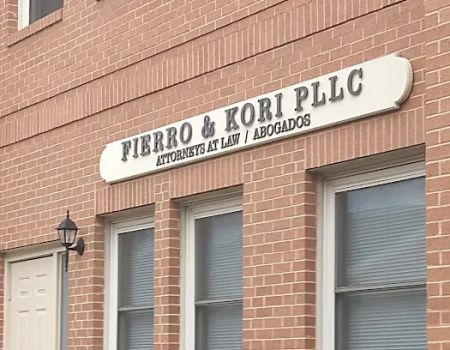 FIERRO & KORI PLLC
ATTORNEYS AT LAW / ABOGADOS